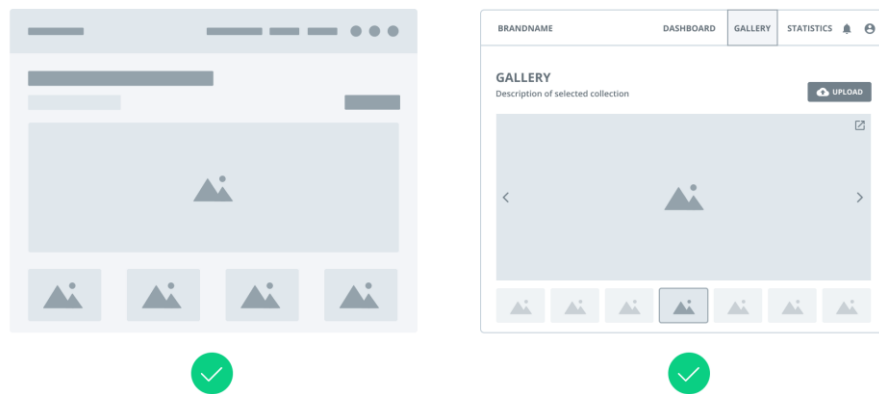 BRANDNAME DASHBOARD GALLERY STATISTICS
GALLERY
Description of selected collection
UPLOAD